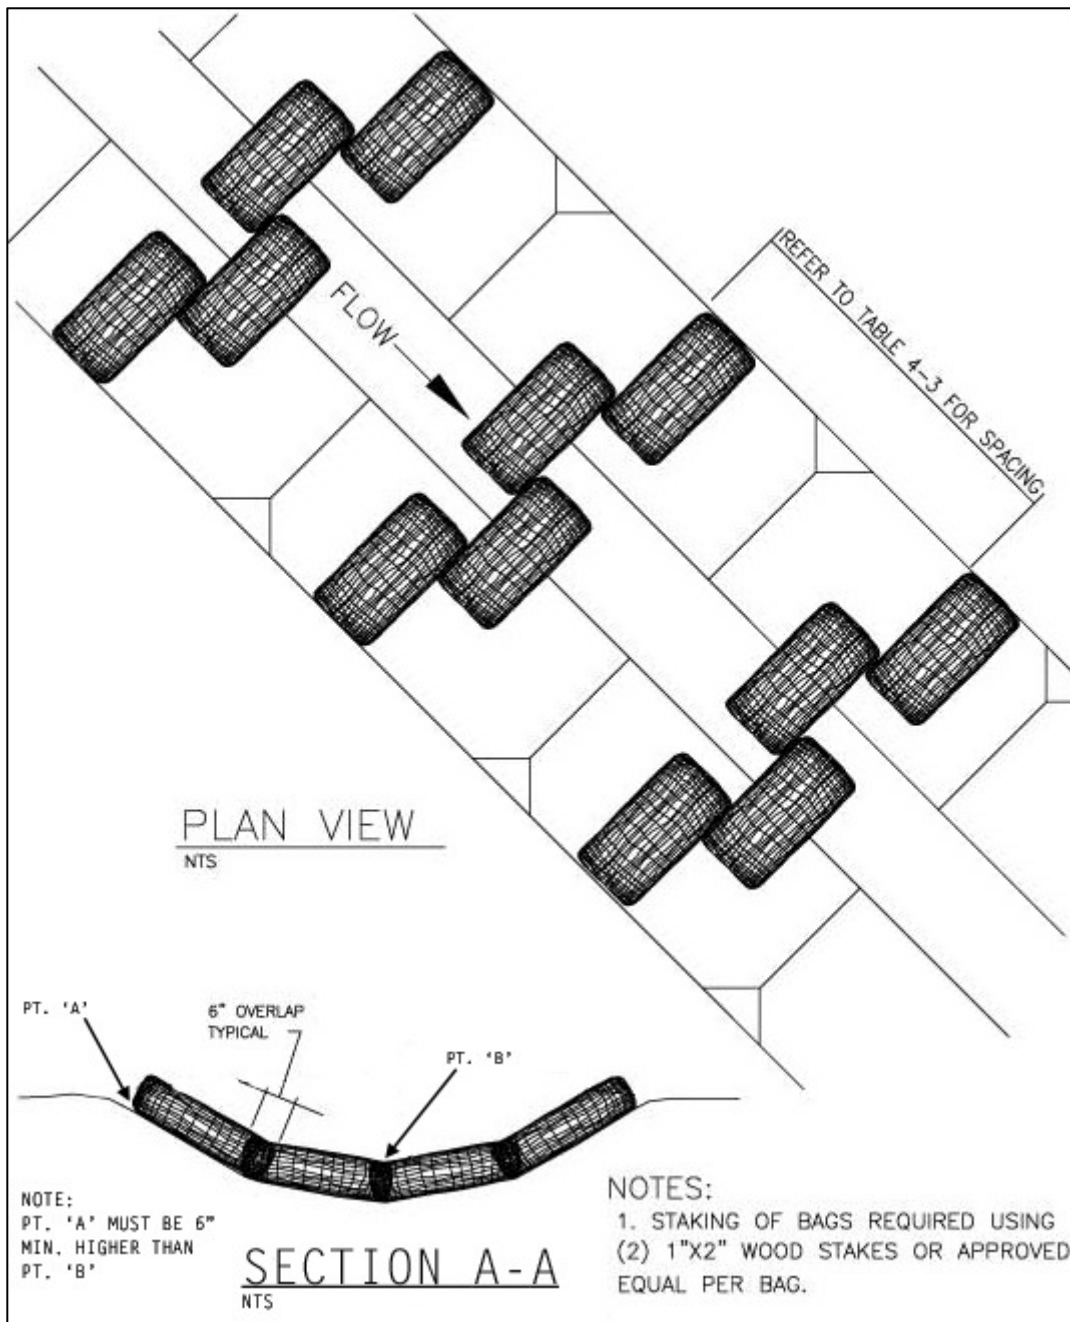 FLOW
REFER TO TABLE 4-3 FOR SPACING
PLAN VIEW
NTS
PT. 'A'
6" OVERLAP
TYPICAL
PT. 'B'
NOTE:
PT. 'A' MUST BE 6"
MIN. HIGHER THAN
PT. 'B'
SECTION A-A
NTS
NOTES:
1. STAKING OF BAGS REQUIRED USING
(2) 1"X2" WOOD STAKES OR APPROVED
EQUAL PER BAG.